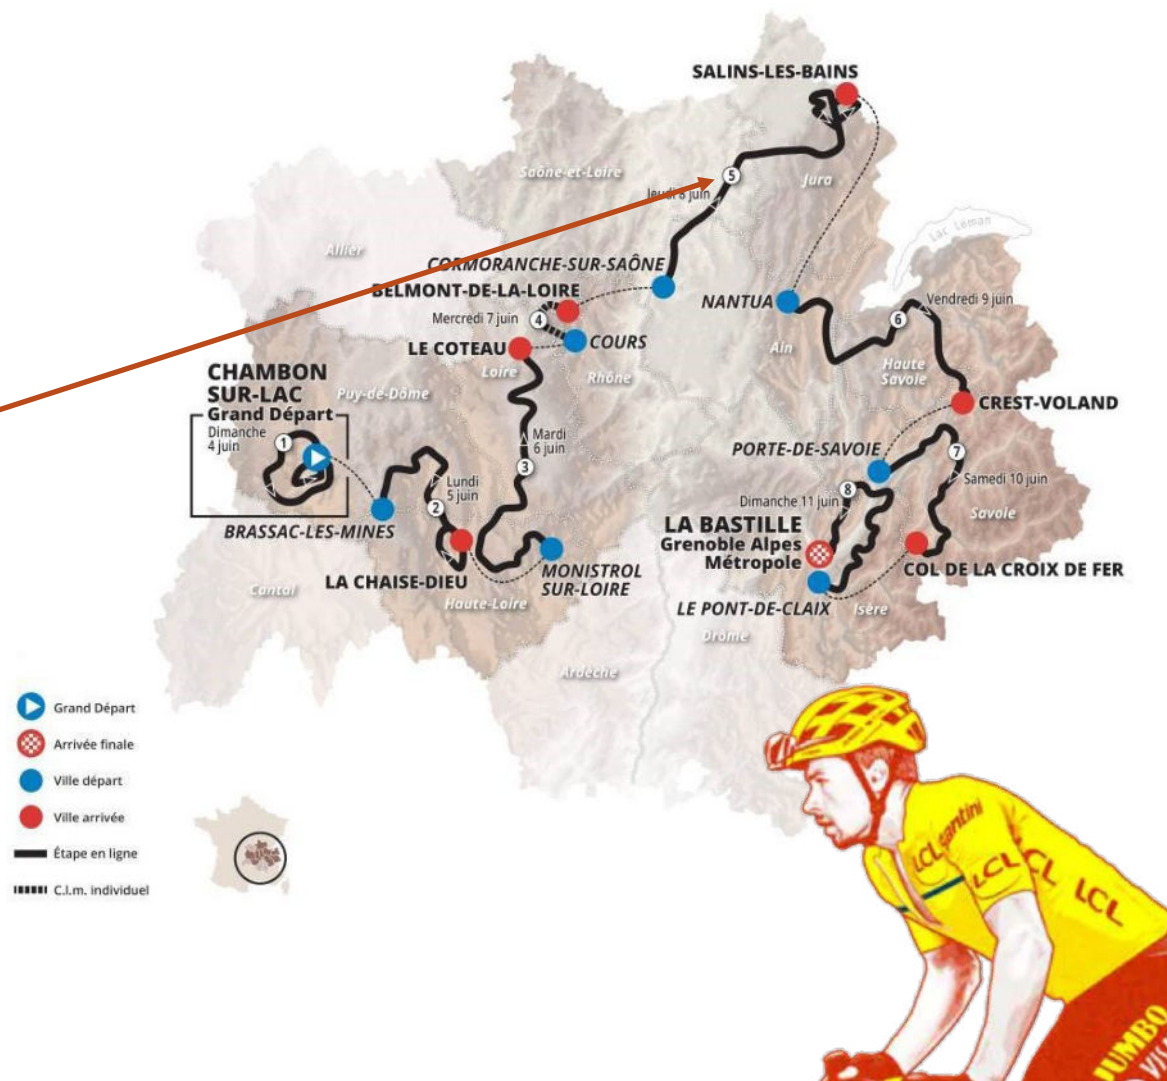 SALINS-LES-BAINS
Saône-et-Loire
5
Jura
Jeudi 8 juin
Lac Léman
Allier
CORMORANCHE-SUR-SAÔNE
BELMONT-DE-LA-LOIRE
NANTUA
Vendredi 9 juin
Mercredi 7 juin
4
6
COURS
LE COTEAU
Ain
Loire
Rhône
Haute
Savoie
CHAMBON
SUR-LAC
Grand Départ
Puy-de-Dôme
CREST-VOLAND
Dimanche
4 juin
1
Mardi
6 juin
3
PORTE-DE-SAVOIE
7
Samedi 10 juin
Lundi
5 juin
2
8
Dimanche 11 juin
Savoie
BRASSAC-LES-MINES
LA BASTILLE
Grenoble Alpes
Métropole
LA CHAISE-DIEU
MONISTROL
SUR-LOIRE
COL DE LA CROIX DE FER
Cantal
Haute-Loire
LE PONT-DE-CLAIX
Isère
Drôme
Ardèche
Grand Départ
Arrivée finale
Ville départ
Ville arrivée
Étape en ligne
C.l.m. individuel
santini
LCL
LCL
CL
LCL
JUMBO